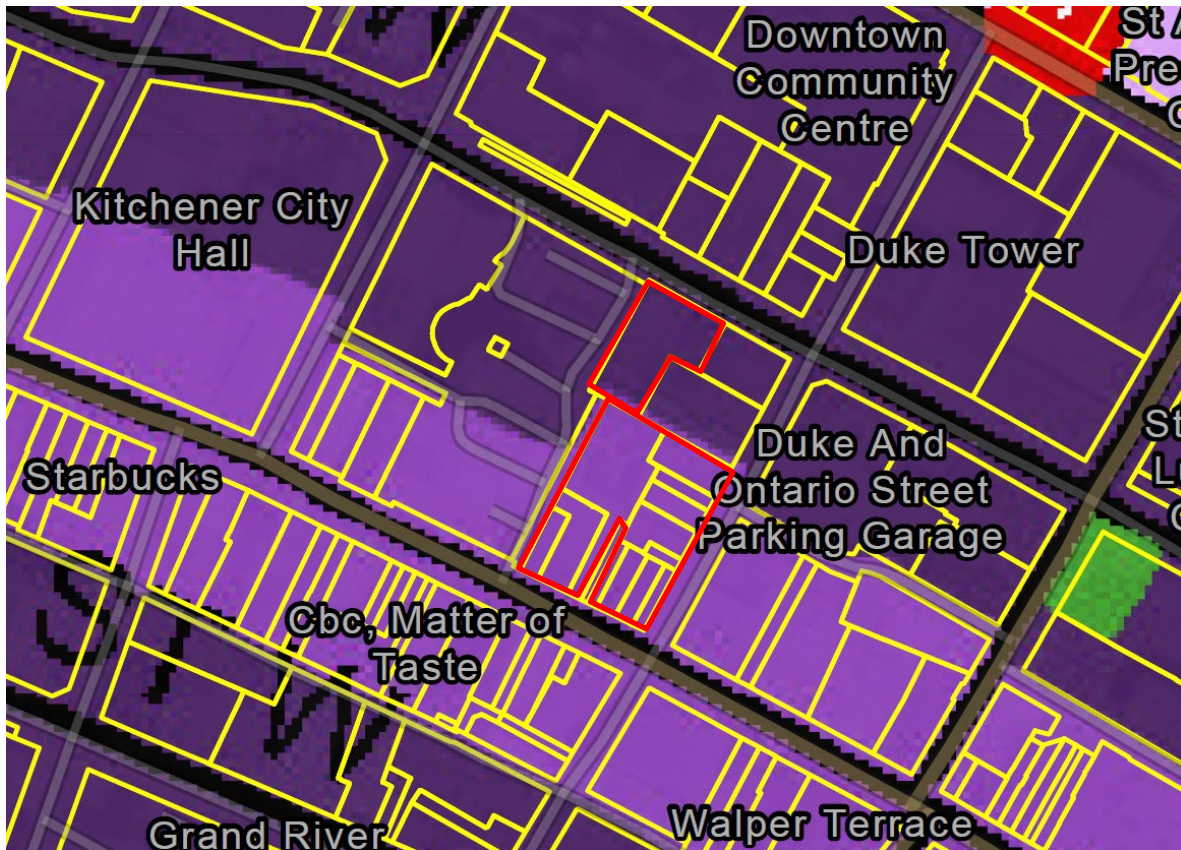 Downtown
Community
Centre
St
Pre
Kitchener City
Hall
Duke Tower
Starbucks
Duke And
Ontario Street
Parking Garage
St
Cbc, Matter of
Taste
Walper Terrace
Grand River